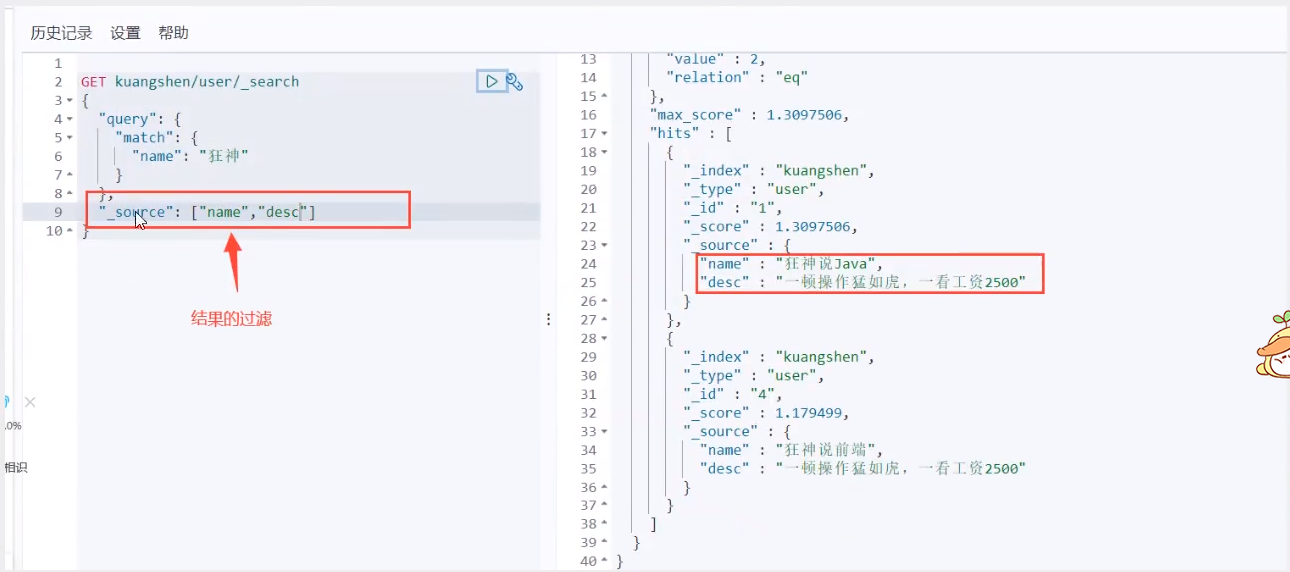 历史记录 设置 帮助
1
2 GET kuangshen/user/_search
3 {
4 "query": {
5 "match": {
6 "name": "狂神"
7 }
8 },
9 "_source": ["name","desc"]
10 }
结果的过滤
.0%
相识
13 "value" : 2,
14 "relation" : "eq"
15 },
16 "max_score" : 1.3097506,
17 "hits" : [
18 {
19 "_index" : "kuangshen",
20 "_type" : "user",
21 "_id" : "1",
22 "_score" : 1.3097506,
23 "_source" : {
24 "name" : "狂神说Java",
25 "desc" : "一顿操作猛如虎，一看工资2500"
26 }
27 },
28 {
29 "_index" : "kuangshen",
30 "_type" : "user",
31 "_id" : "4",
32 "_score" : 1.179499,
33 "_source" : {
34 "name" : "狂神说前端",
35 "desc" : "一顿操作猛如虎，一看工资2500"
36 }
37 }
38 ]
39 }
40 }